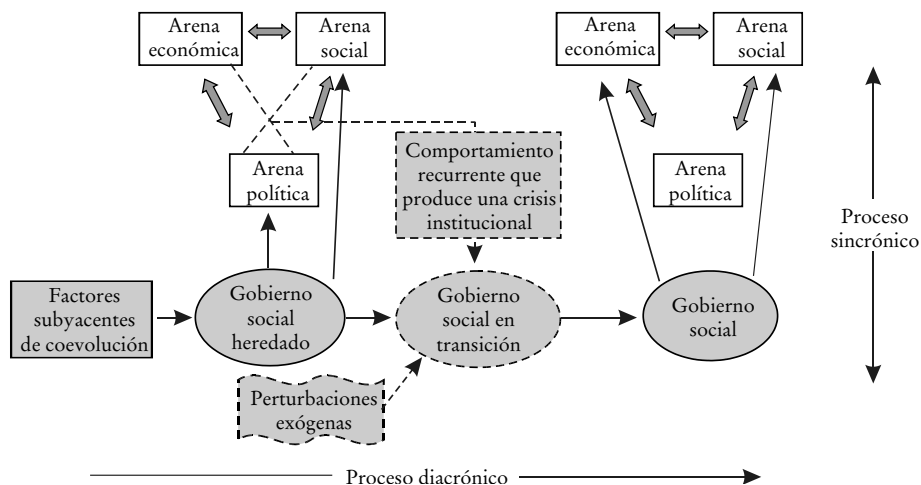 Arena
económica
Arena
social
Arena
política
Arena
económica
Arena
social
Arena
política
Comportamiento
recurrente que
produce una crisis
institucional
Proceso
sincrónico
Factores
subyacentes
de coevolución
Gobierno
social
heredado
Gobierno
social en
transición
Gobierno
social
Perturbaciones
exógenas
Proceso diacrónico